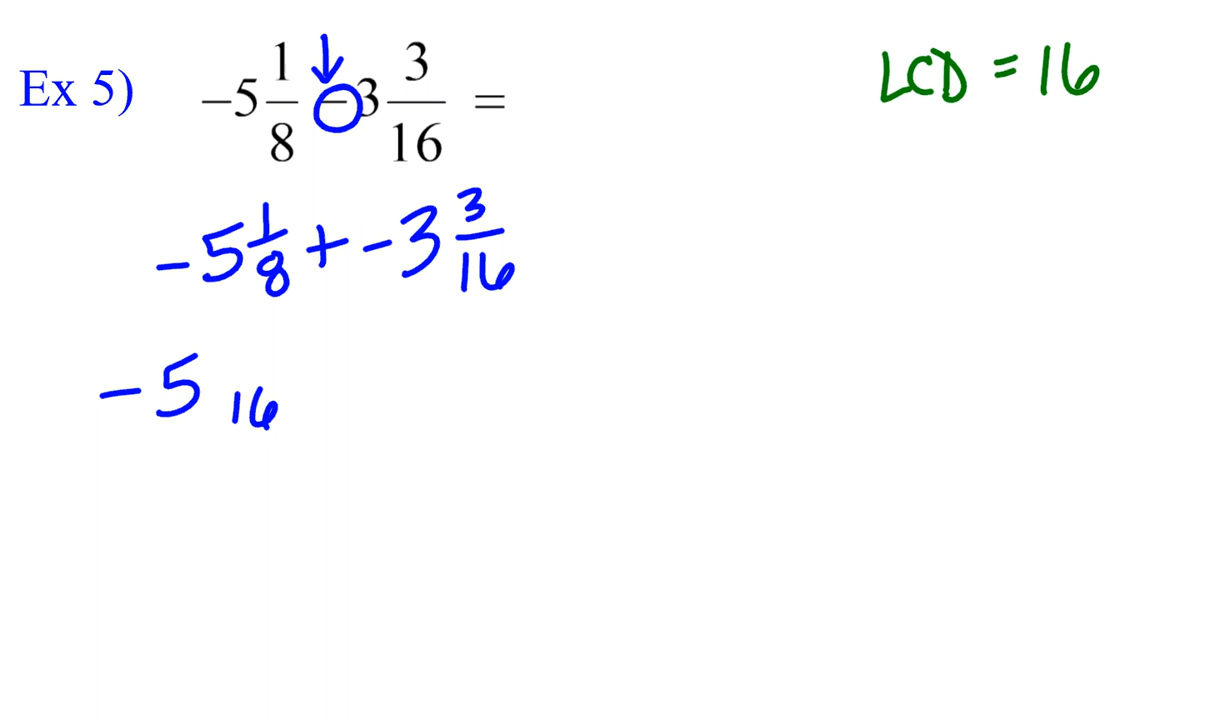 Ex 5) −5 1/8 − 3 3/16 =
LCD = 16
-5 1/8 + -3 3/16
-5 16